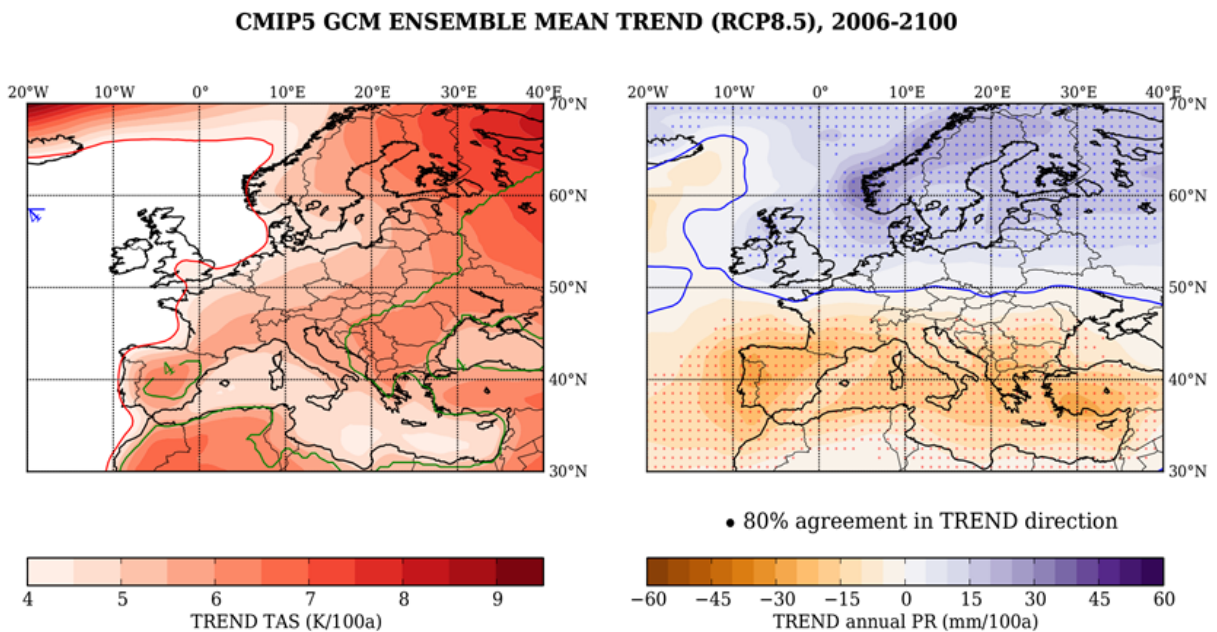 CMIP5 GCM ENSEMBLE MEAN TREND (RCP8.5), 2006-2100
20°W 10°W 0° 10°E 20°E 30°E 40°E
70°N
60°N
50°N
40°N
30°N
4
4
20°W 10°W 0° 10°E 20°E 30°E 40°E
70°N
60°N
50°N
40°N
30°N
• 80% agreement in TREND direction
4 5 6 7 8 9
TREND TAS (K/100a)
−60 −45 −30 −15 0 15 30 45 60
TREND annual PR (mm/100a)